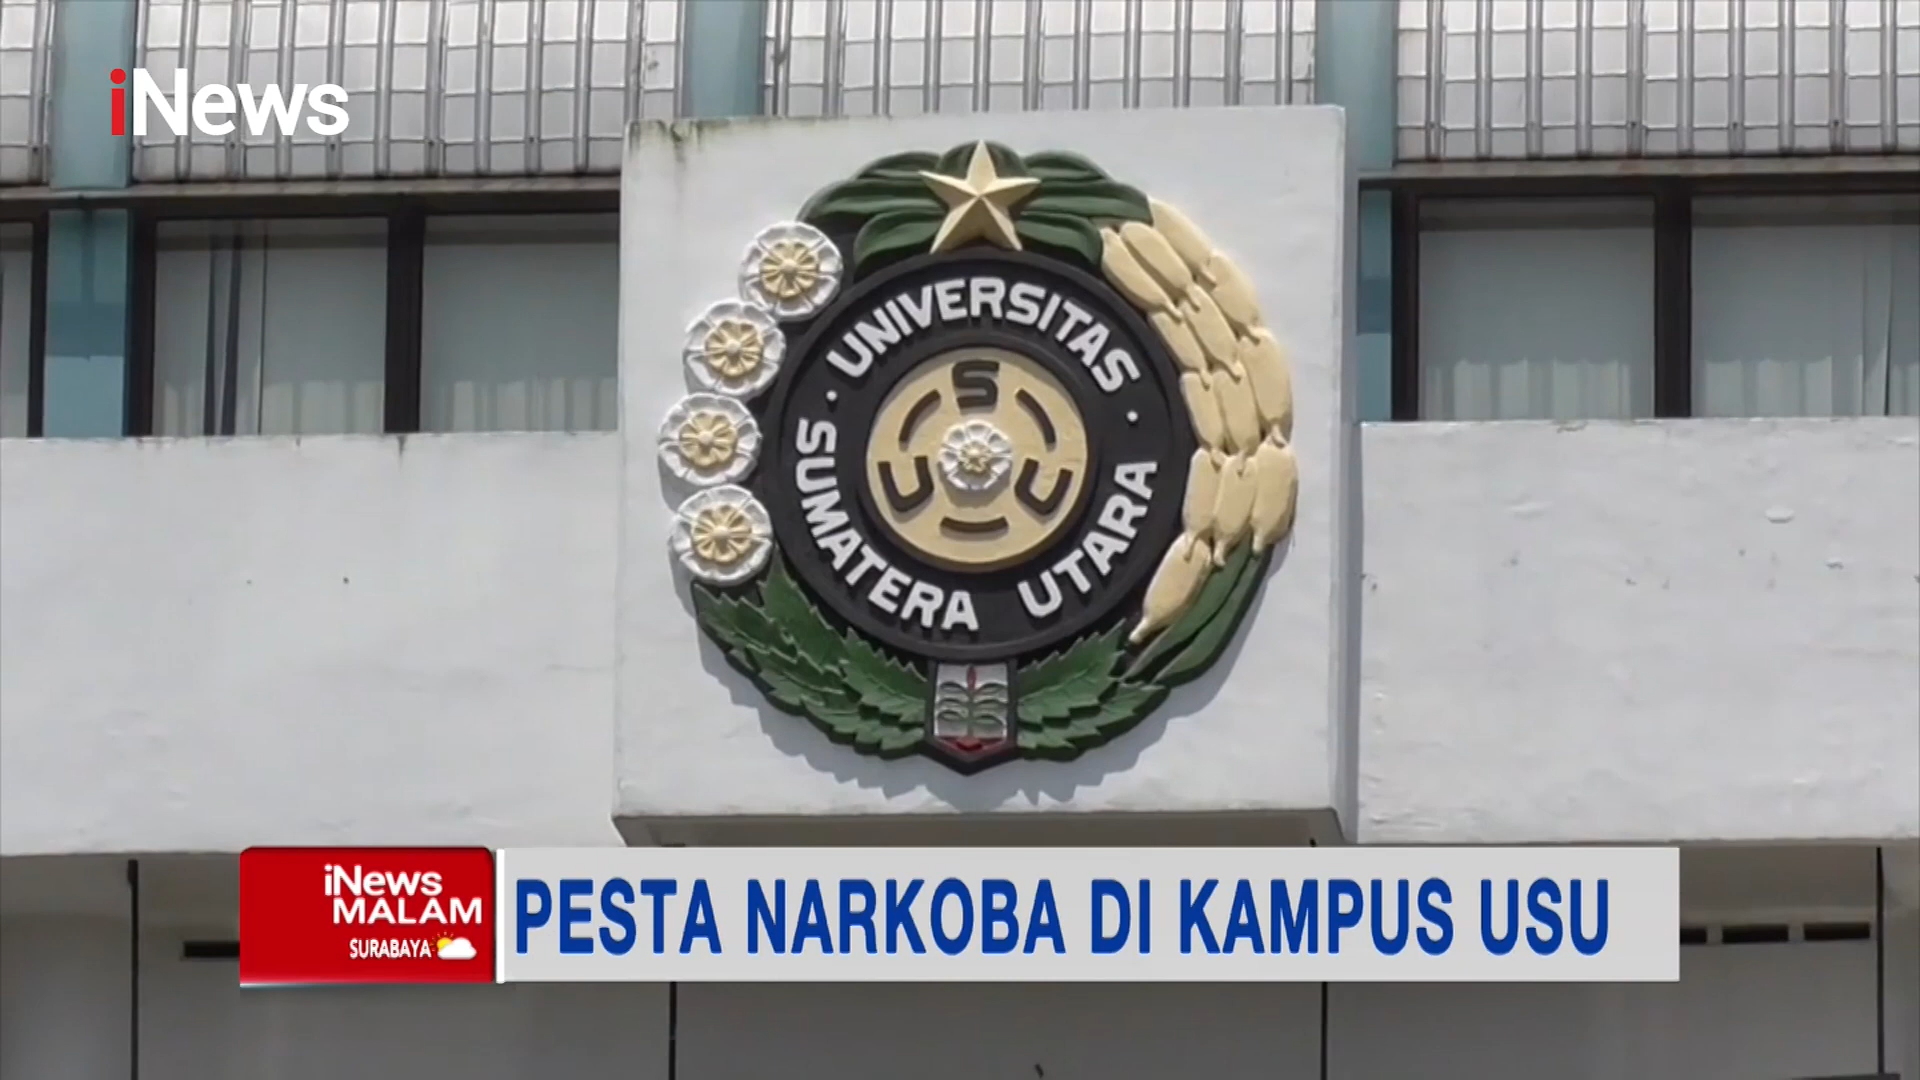 iNews
UNIVERSITAS
SUMATERA UTARA
S
U U
iNews
MALAM
SURABAYA
PESTA NARKOBA DI KAMPUS USU